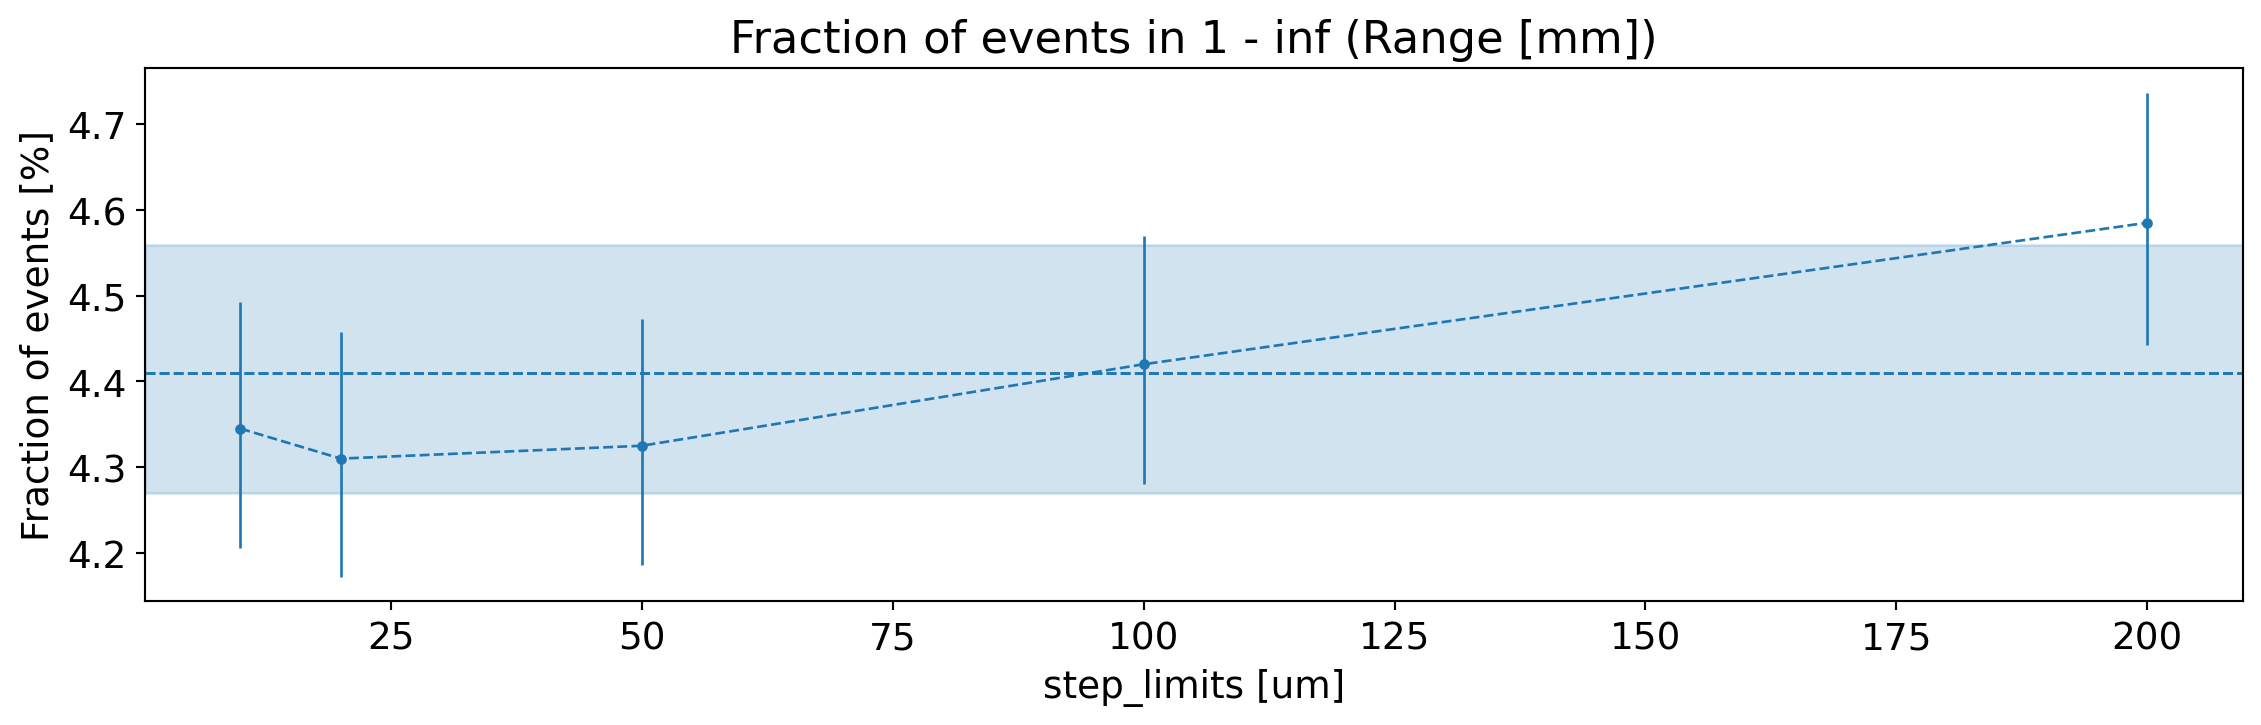 Fraction of events in 1 - inf (Range [mm])
Fraction of events [%]
4.7
4.6
4.5
4.4
4.3
4.2
25 50 75 100 125 150 175 200
step_limits [um]